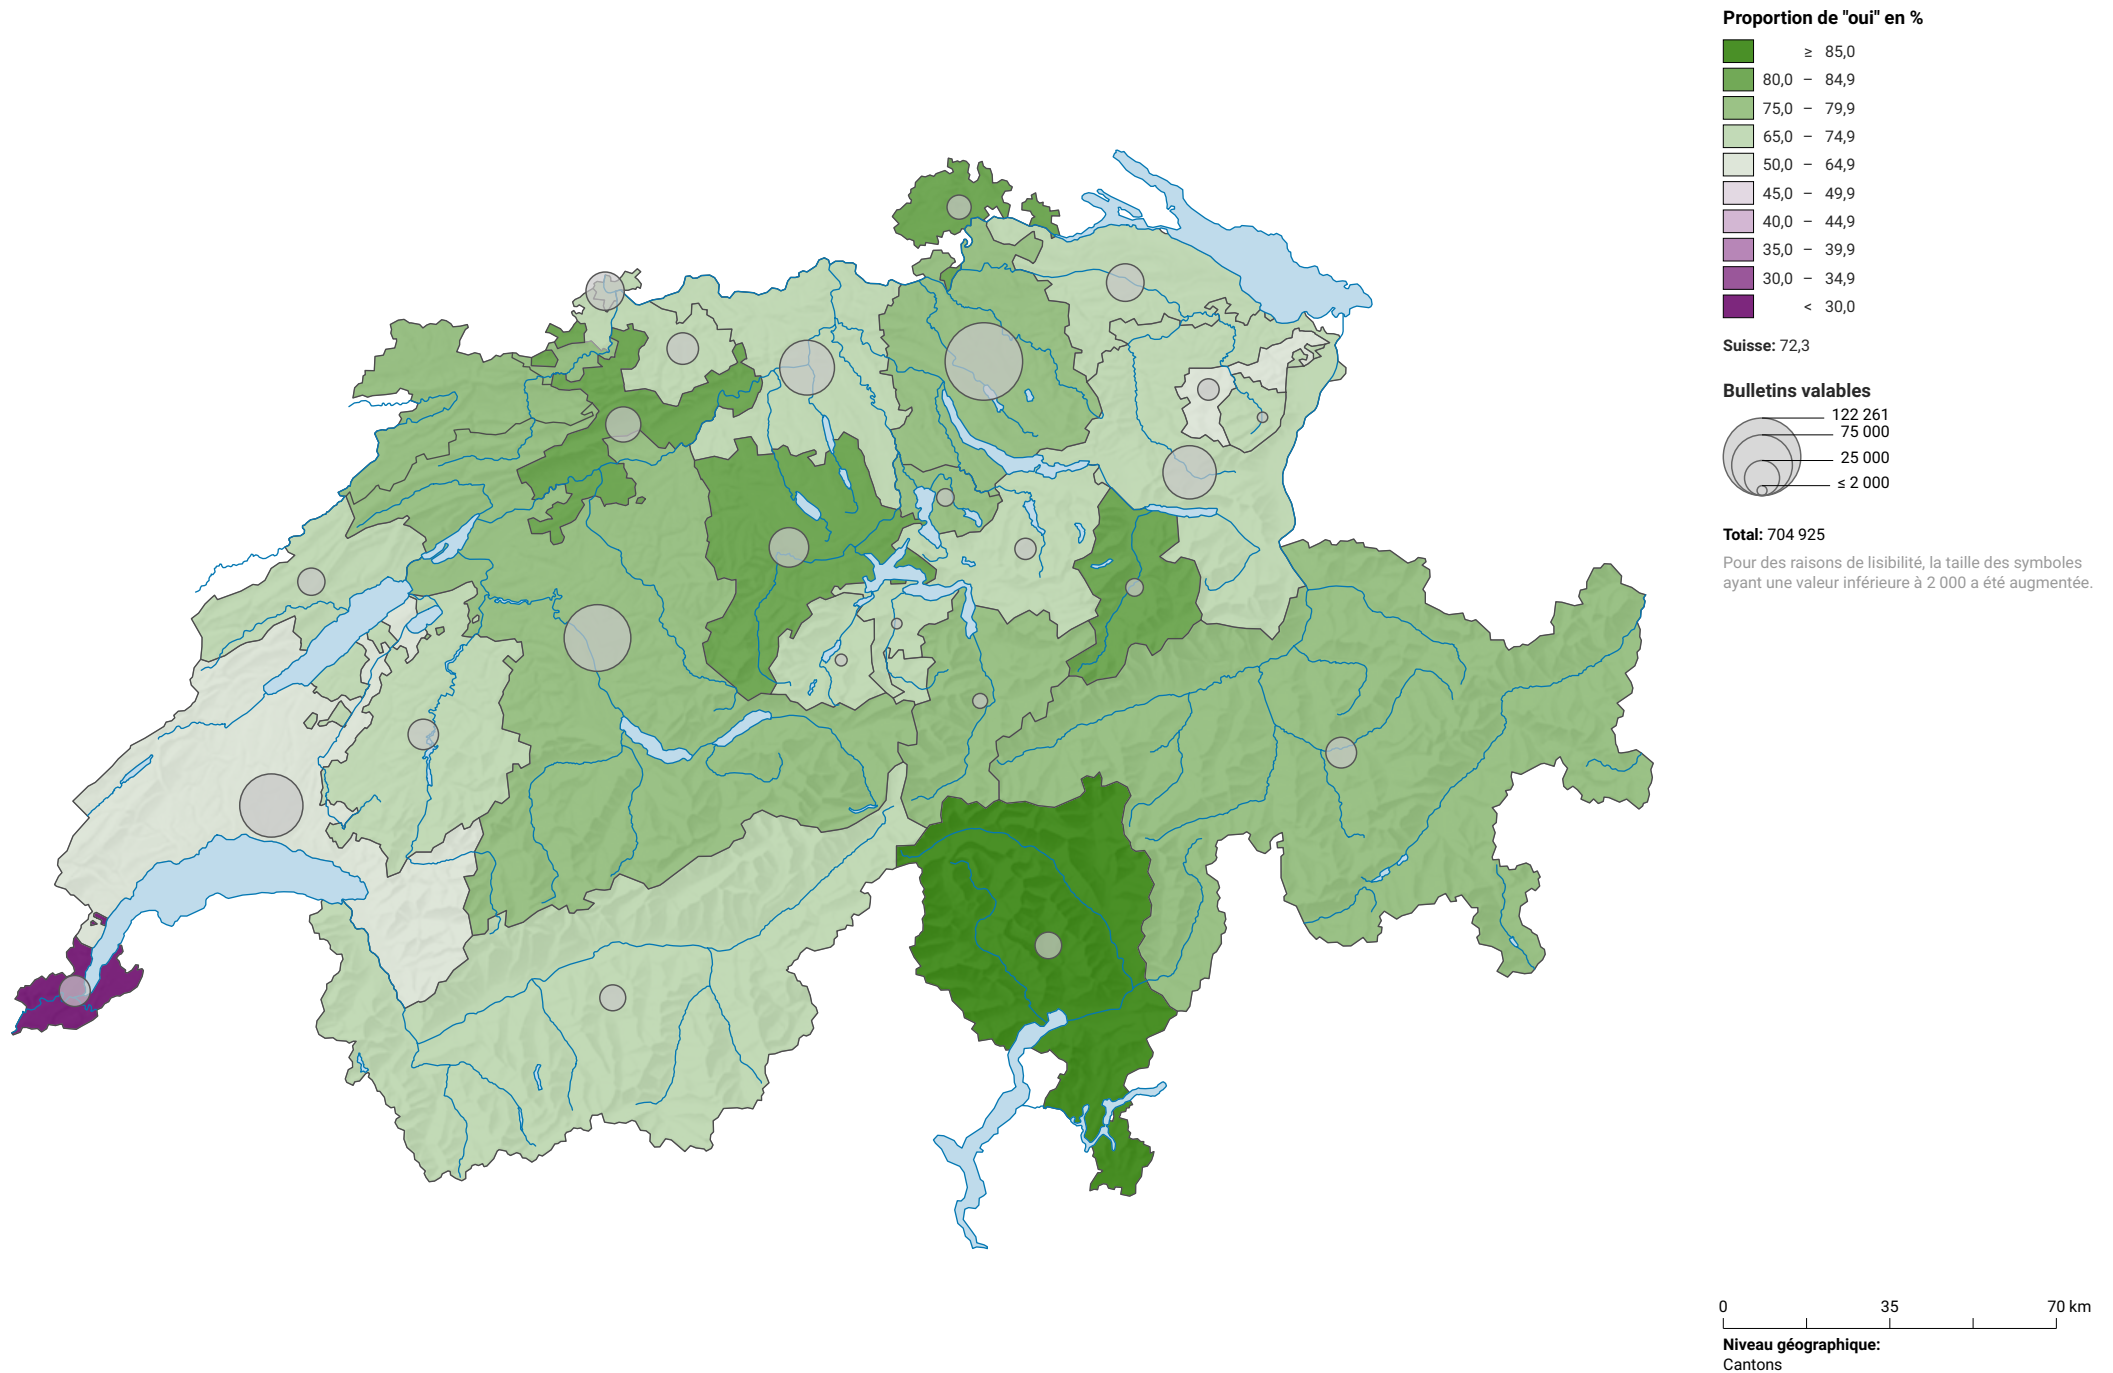 Proportion de "oui" en %
≥ 85,0
80,0 – 84,9
75,0 – 79,9
65,0 – 74,9
50,0 – 64,9
45,0 – 49,9
40,0 – 44,9
35,0 – 39,9
30,0 – 34,9
< 30,0
Suisse: 72,3
Bulletins valables
122 261
75 000
25 000
≤ 2 000
Total: 704 925
Pour des raisons de lisibilité, la taille des symboles
ayant une valeur inférieure à 2 000 a été augmentée.
0 35 70 km
Niveau géographique:
Cantons